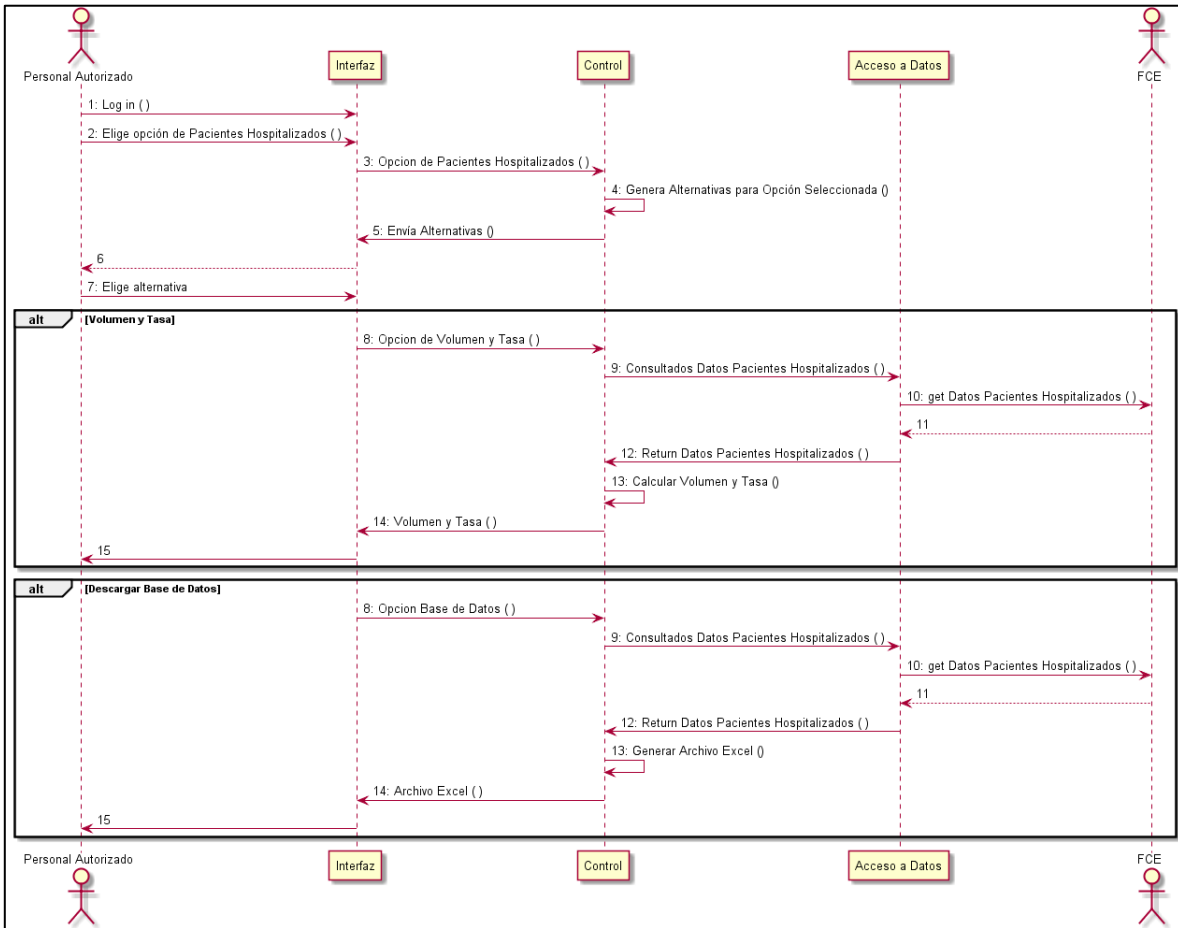 Personal Autorizado
Interfaz
Control
Acceso a Datos
FCE
1: Log in ( )
2: Elige opción de Pacientes Hospitalizados ( )
3: Opcion de Pacientes Hospitalizados ( )
4: Genera Alternativas para Opción Seleccionada ()
5: Envía Alternativas ()
6
7: Elige alternativa
alt [Volumen y Tasa]
8: Opcion de Volumen y Tasa ( )
9: Consultados Datos Pacientes Hospitalizados ( )
10: get Datos Pacientes Hospitalizados ( )
11
12: Return Datos Pacientes Hospitalizados ( )
13: Calcular Volumen y Tasa ()
14: Volumen y Tasa ( )
15
alt [Descargar Base de Datos]
8: Opcion Base de Datos ( )
9: Consultados Datos Pacientes Hospitalizados ( )
10: get Datos Pacientes Hospitalizados ( )
11
12: Return Datos Pacientes Hospitalizados ( )
13: Generar Archivo Excel ()
14: Archivo Excel ( )
15
Personal Autorizado
Interfaz
Control
Acceso a Datos
FCE